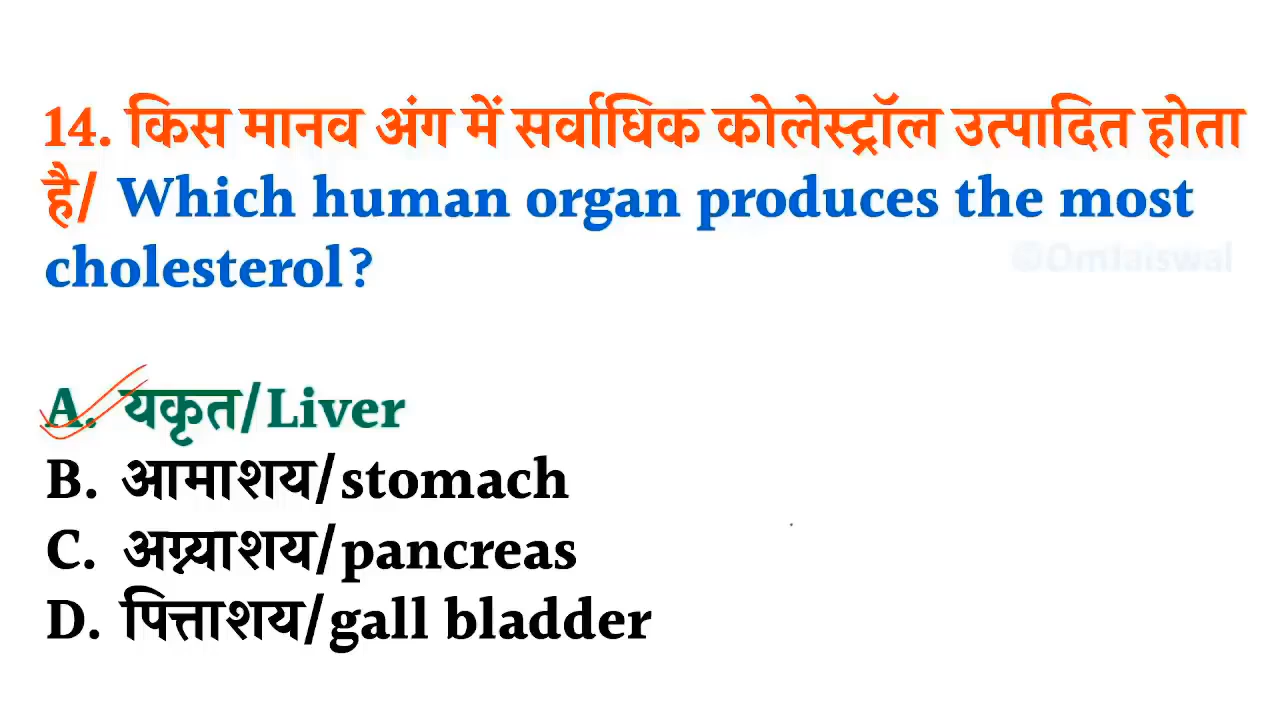 14. किस मानव अंग में सर्वाधिक कोलेस्ट्रॉल उत्पादित होता
है/ Which human organ produces the most
cholesterol?
@OmJaiswal
A. यकृत/Liver
B. आमाशय/stomach
C. अग्न्याशय/pancreas
D. पित्ताशय/gall bladder